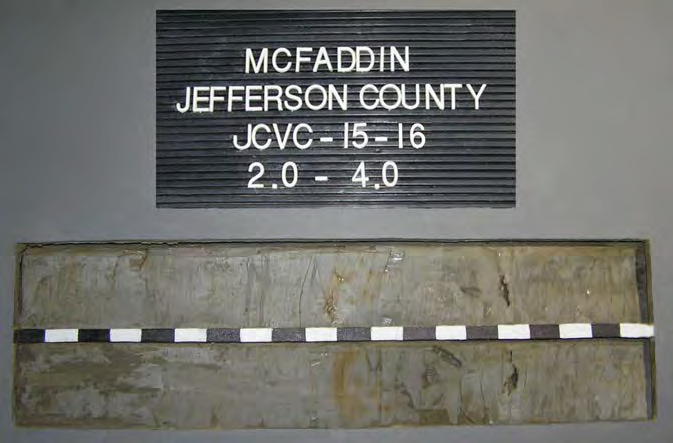 MCFADDIN
JEFFERSON COUNTY
JCVC-15-16
2.0 - 4.0